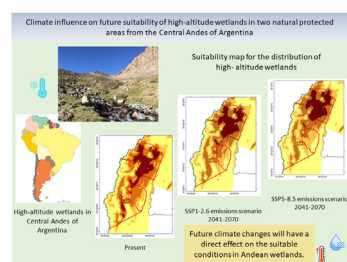 Climate influence on future suitability of high-altitude wetlands in two natural protected
areas from the Central Andes of Argentina
Suitability map for the distribution of
high- altitude wetlands
High-altitude wetlands in
Central Andes of
Argentina
Present
SSP1-2.6 emissions scenario
2041-2070
SSP5-8.5 emissions scenario
2041-2070
Future climate changes will have a
direct effect on the suitable
conditions in Andean wetlands.